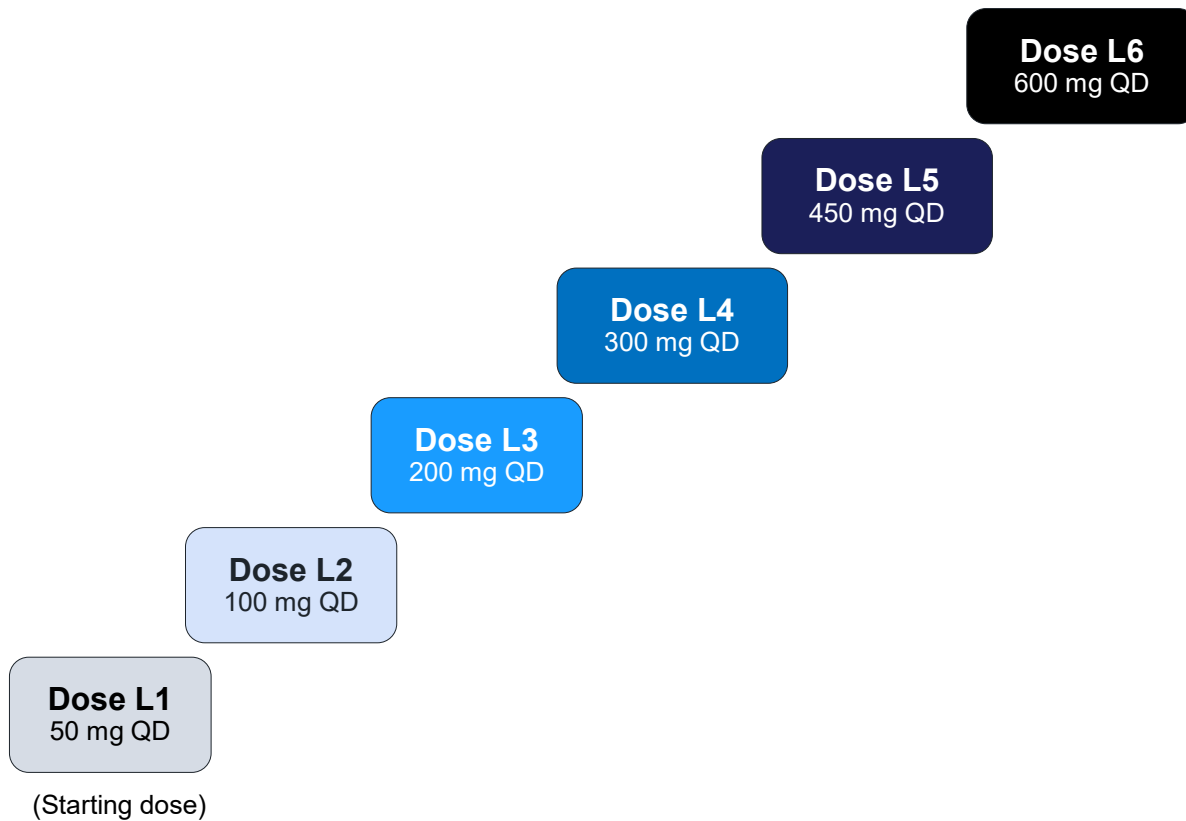 Dose L6
600 mg QD
Dose L5
450 mg QD
Dose L4
300 mg QD
Dose L3
200 mg QD
Dose L2
100 mg QD
Dose L1
50 mg QD
(Starting dose)